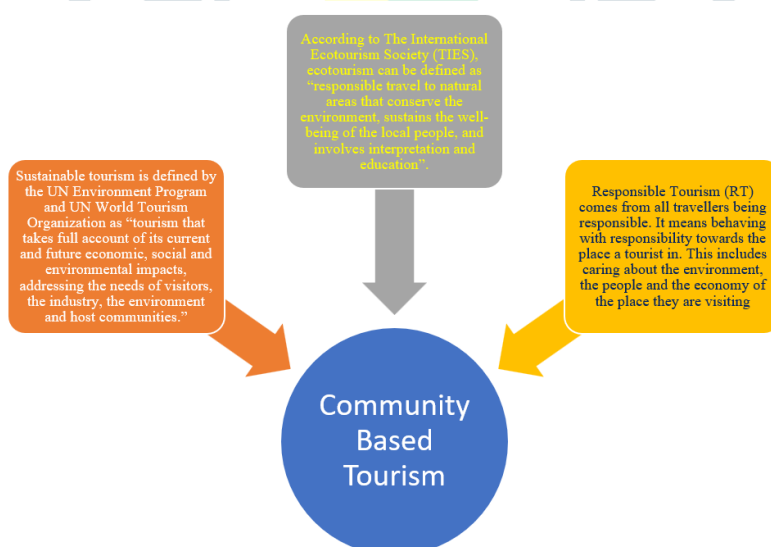 According to The International
Ecotourism Society (TIES),
ecotourism can be defined as
“responsible travel to natural
areas that conserve the
environment, sustains the well-
being of the local people, and
involves interpretation and
education”.
Sustainable tourism is defined by
the UN Environment Program
and UN World Tourism
Organization as “tourism that
takes full account of its current
and future economic, social and
environmental impacts,
addressing the needs of visitors,
the industry, the environment
and host communities.”
Responsible Tourism (RT)
comes from all travellers being
responsible. It means behaving
with responsibility towards the
place a tourist in. This includes
caring about the environment,
the people and the economy of
the place they are visiting
Community
Based
Tourism